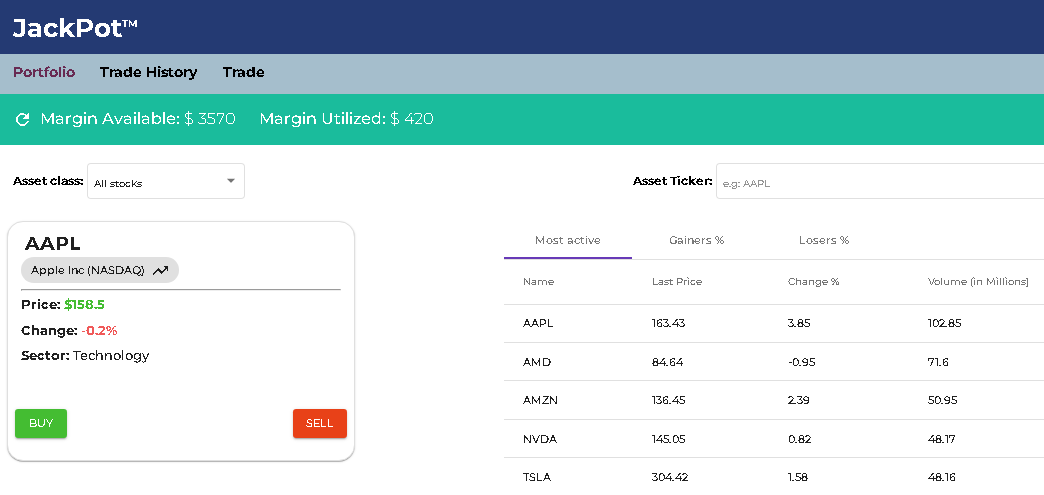 JackPot™
Portfolio Trade History Trade
Margin Available: $ 3570 Margin Utilized: $ 420
Asset class: All stocks Asset Ticker: e.g: AAPL
AAPL
Apple Inc (NASDAQ)
Price: $158.5
Change: -0.2%
Sector: Technology
BUY SELL
Most active Gainers % Losers %
Name Last Price Change % Volume (in Millions)
AAPL 163.43 3.85 102.85
AMD 84.64 -0.95 71.6
AMZN 136.45 2.39 50.95
NVDA 145.05 0.82 48.17
TSLA 304.42 1.58 48.16